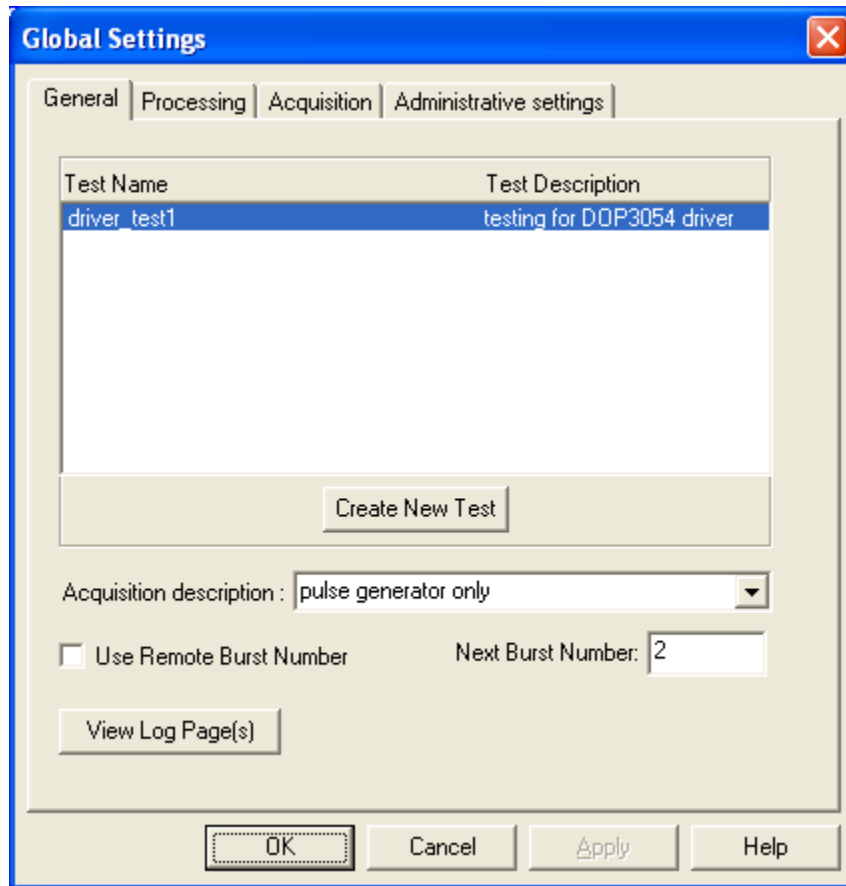 Global Settings
General Processing Acquisition Administrative settings
Test Name Test Description
driver_test1 testing for DOP3054 driver
Create New Test
Acquisition description : pulse generator only
Use Remote Burst Number Next Burst Number: 2
View Log Page(s)
OK Cancel Apply Help